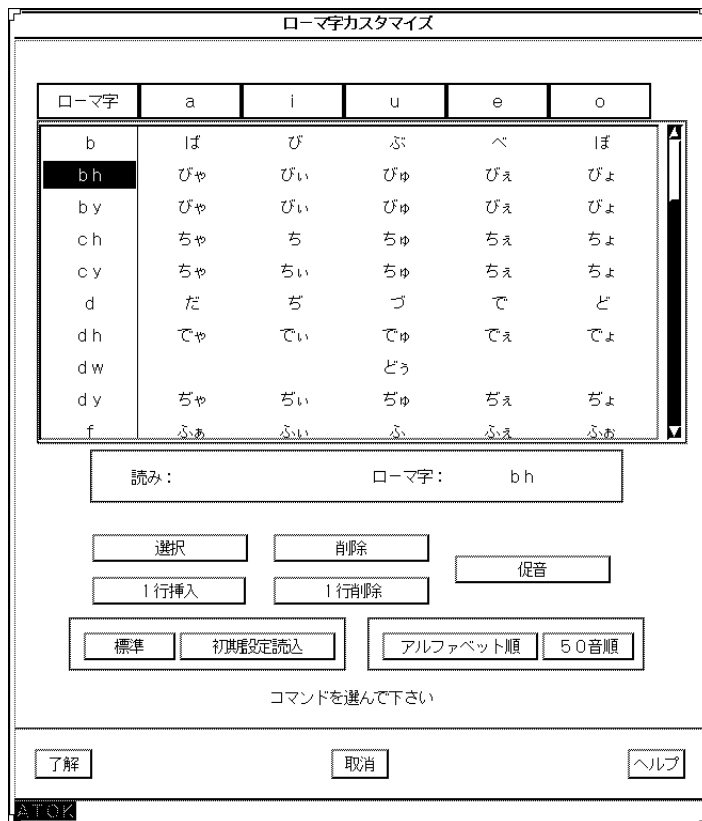 ローマ字カスタマイズ
ローマ字 a i u e o
b ば び ぶ べ ぼ
bh びゃ びぃ びゅ びぇ びょ
by びゃ びぃ びゅ びぇ びょ
ch ちゃ ち ちゅ ちぇ ちょ
cy ちゃ ちぃ ちゅ ちぇ ちょ
d だ ぢ づ で ど
dh でゃ でぃ でゅ でぇ でょ
dw どぅ
dy ぢゃ ぢぃ ぢゅ ぢぇ ぢょ
f ふぁ ふぃ ふ ふぇ ふぉ
読み： ローマ字： bh
選択 削除
促音
1行挿入 1行削除
標準 初期設定読込 アルファベット順 50音順
コマンドを選んで下さい
了解 取消 ヘルプ
ATOK